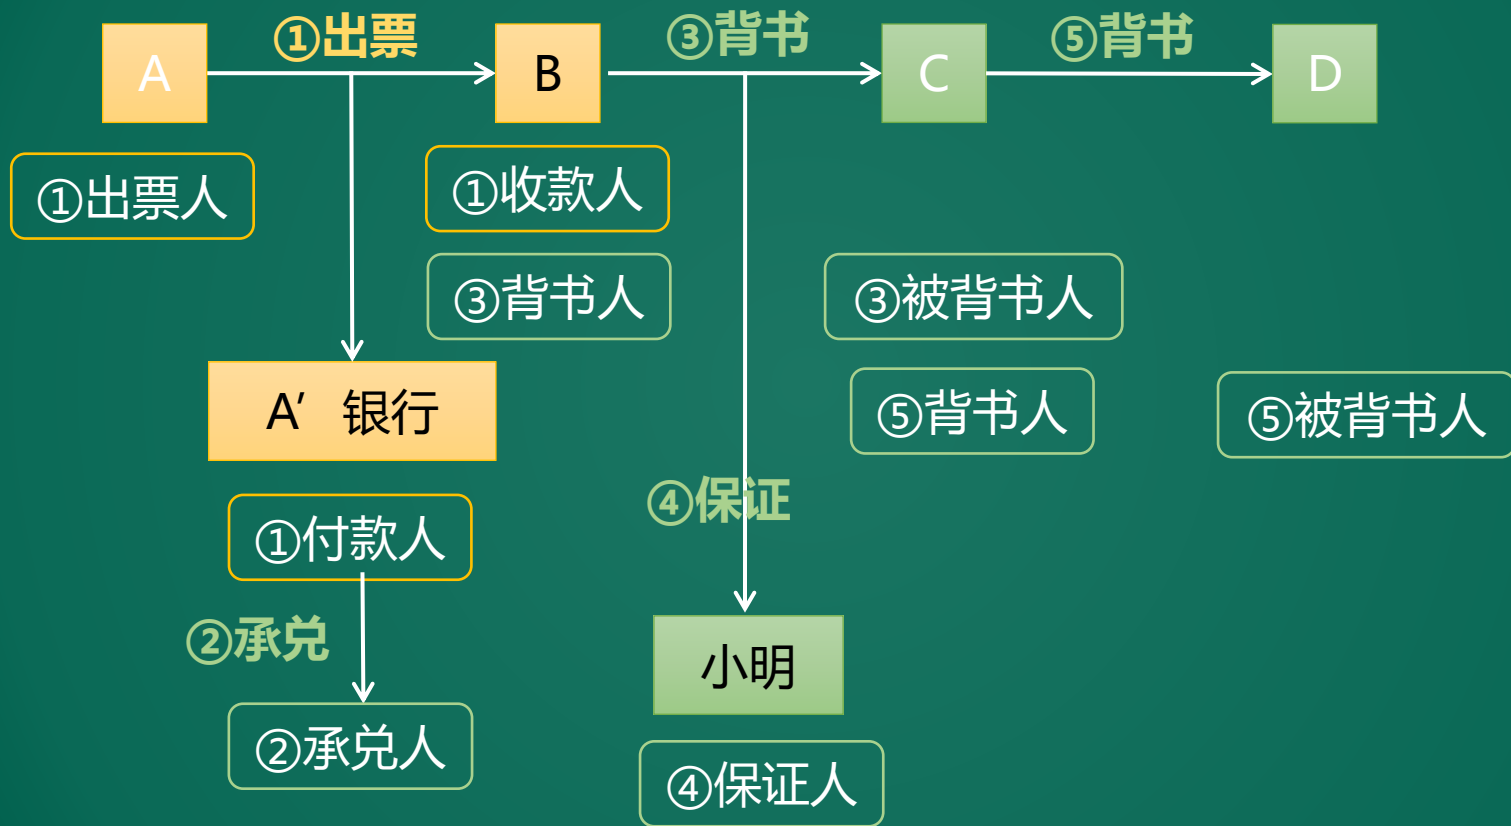 ①出票
③背书
⑤背书
A
B
C
D
①出票人
①收款人
③背书人
③被背书人
⑤背书人
⑤被背书人
A′ 银行
①付款人
④保证
②承兑
小明
②承兑人
④保证人